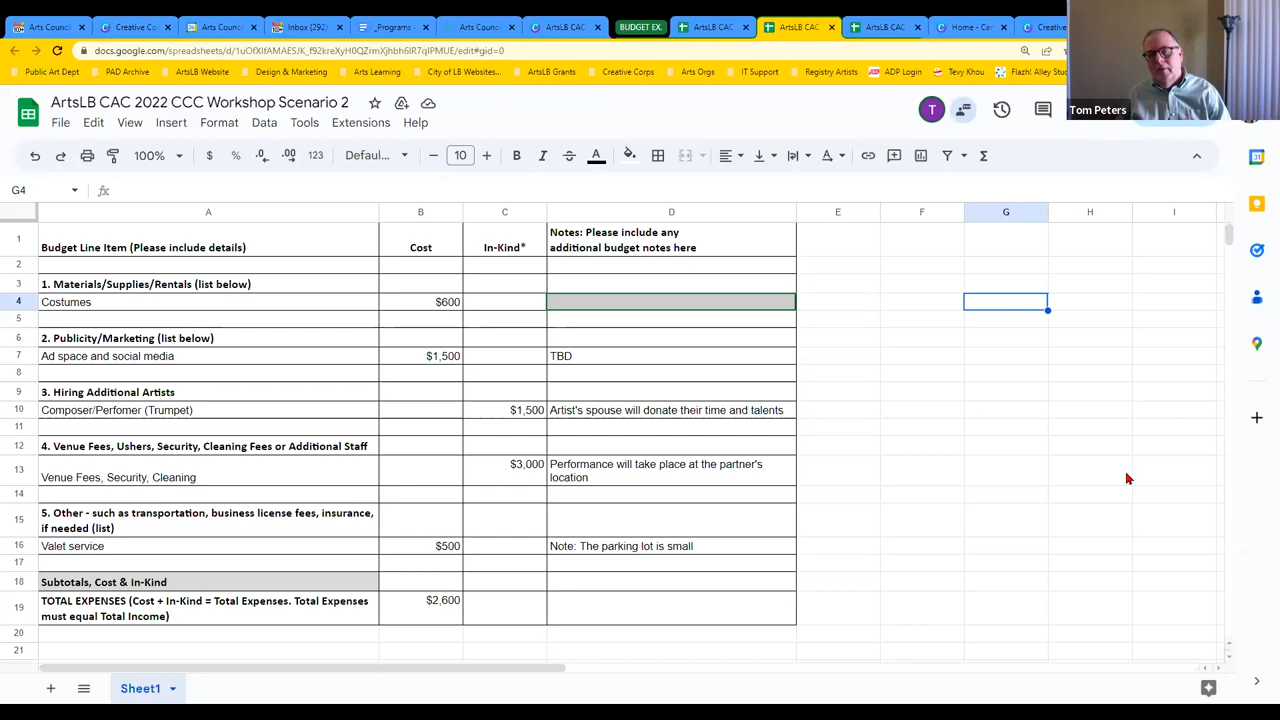 Arts Counci
Creative Co
Arts Council
Inbox (292)
_Programs -
Arts Counc
ArtsLB CAC
BUDGET EX.
ArtsLB CAC
ArtsLB CAC
ArtsLB CAC
Home - Car
Creative
docs.google.com/spreadsheets/d/
Public Art Dept
PAD Archive
ArtsLB Website
Design & Marketing
Arts Learning
City of LB Websites...
ArtsLB Grants
Creative Corps
Arts Orgs
IT Support
Registry Artists
ADP Login
Tevy Khou
Flazh! Alley Stu
Tom Peters
ArtsLB CAC 2022 CCC Workshop Scenario 2
File Edit View Insert Format Data Tools Extensions Help
T
100% $ % .0 .00 123 Defaul... 10 B I A
G4 fx
A B C D E F G H I
1 Budget Line Item (Please include details) Cost In-Kind* Notes: Please include any
additional budget notes here
2
3 1. Materials/Supplies/Rentals (list below)
4 Costumes $600
5
6 2. Publicity/Marketing (list below)
7 Ad space and social media $1,500 TBD
8
9 3. Hiring Additional Artists
10 Composer/Perfomer (Trumpet) $1,500 Artist's spouse will donate their time and talents
11
12 4. Venue Fees, Ushers, Security, Cleaning Fees or Additional Staff
13 Venue Fees, Security, Cleaning $3,000 Performance will take place at the partner's
location
14
15 5. Other - such as transportation, business license fees, insurance,
if needed (list)
16 Valet service $500 Note: The parking lot is small
17
18 Subtotals, Cost & In-Kind
19 TOTAL EXPENSES (Cost + In-Kind = Total Expenses. Total Expenses
must equal Total Income) $2,600
20
21
Sheet1